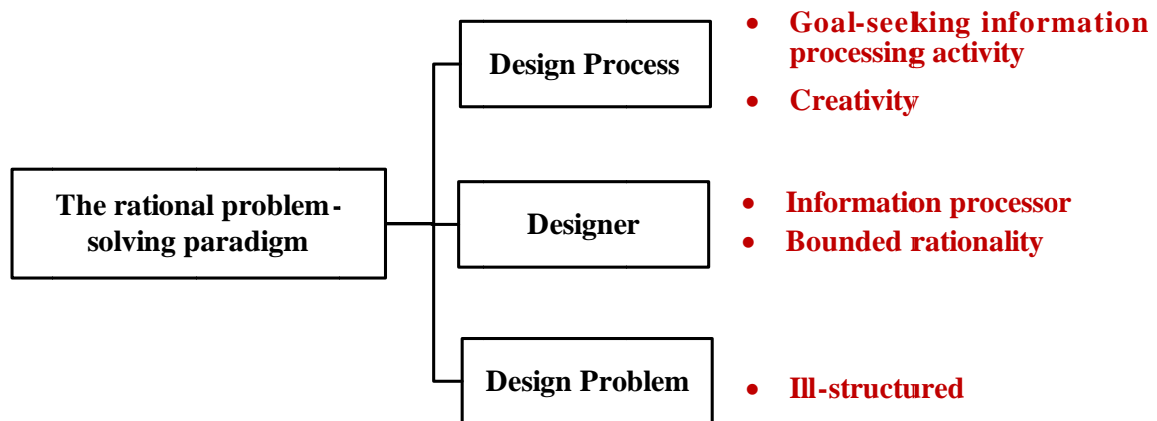 • Goal-seeking information
processing activity
Design Process
• Creativity
The rational problem-
solving paradigm
Designer
• Information processor
• Bounded rationality
Design Problem
• Ill-structured